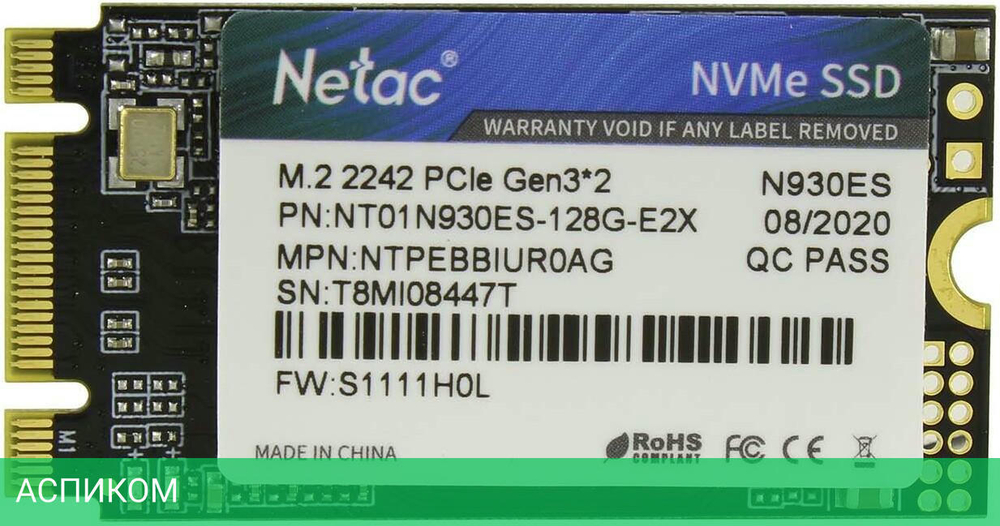 Netac®
NVMe SSD
WARRANTY VOID IF ANY LABEL REMOVED
M.2 2242 PCIe Gen3*2 N930ES
PN:NT01N930ES-128G-E2X 08/2020
MPN:NTPEBBIUR0AG QC PASS
SN:T8MI08447T
FW:S1111H0L
MADE IN CHINA
RoHS
COMPLIANT
FC CE
M1
АСПИКОМ